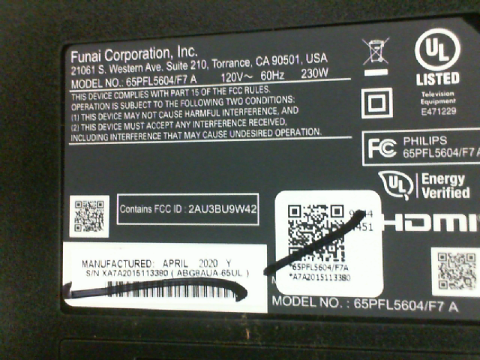 Funai Corporation, Inc.
21061 S. Western Ave. Suite 210, Torrance, CA 90501, USA
MODEL NO.: 65PFL5604/F7 A 120V~ 60Hz 230W
THIS DEVICE COMPLIES WITH PART 15 OF THE FCC RULES.
OPERATION IS SUBJECT TO THE FOLLOWING TWO CONDITIONS:
(1) THIS DEVICE MAY NOT CAUSE HARMFUL INTERFERENCE, AND
(2) THIS DEVICE MUST ACCEPT ANY INTERFERENCE RECEIVED,
INCLUDING INTERFERENCE THAT MAY CAUSE UNDESIRED OPERATION.
UL
LISTED
Television
Equipment
E471229
FC PHILIPS
65PFL5604/F7
UL Energy
Verified
Contains FCC ID : 2AU3BU9W42
HDMI
451
MANUFACTURED: APRIL 2020 Y
S/N KA7A2015113380 ( ABG8AUA-65UL )
*65PFL5604/F7A
*A7A2015113380
MODEL NO. : 65PFL5604/F7 A